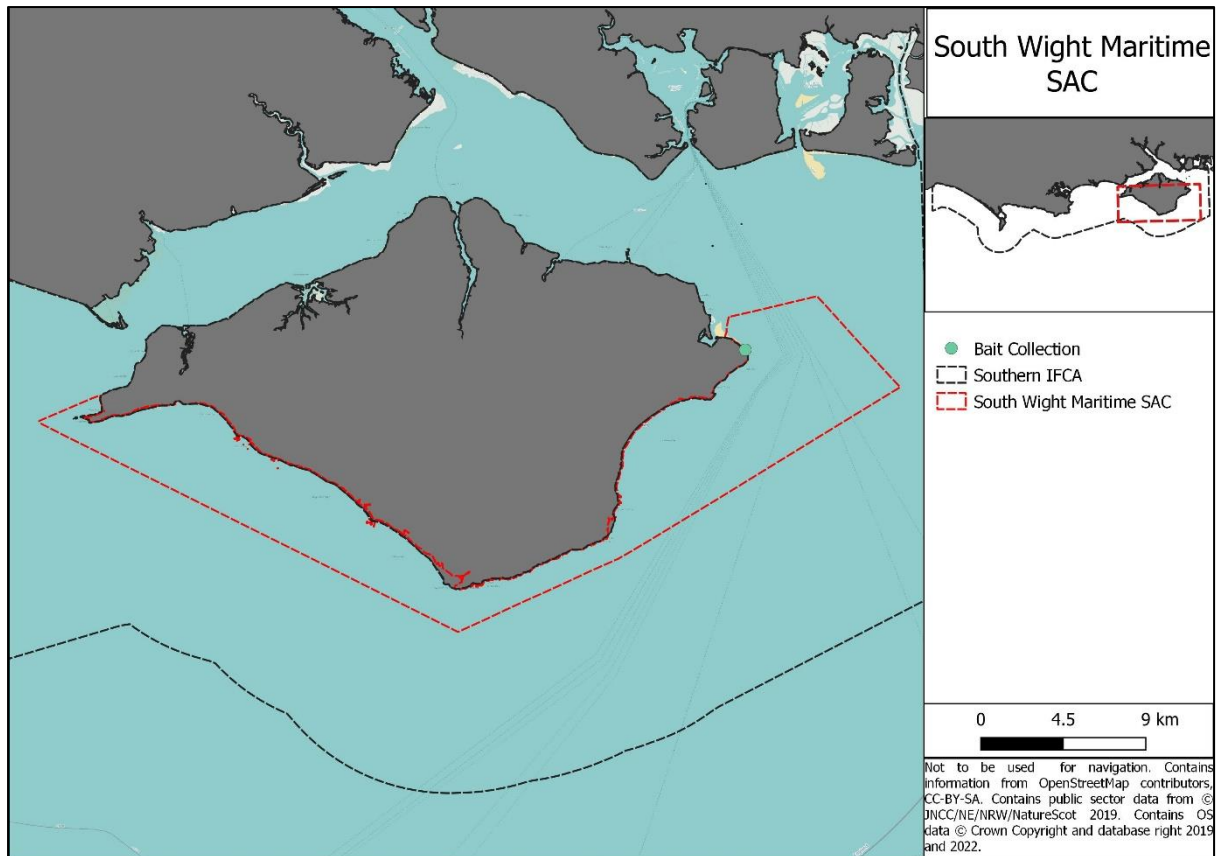 South Wight Maritime
SAC
Bait Collection
Southern IFCA
South Wight Maritime SAC
0 4.5 9 km
Not to be used for navigation. Contains
information from OpenStreetMap contributors,
CC-BY-SA. Contains public sector data from ©
JNCC/NE/NRW/NatureScot 2019. Contains OS
data © Crown Copyright and database right 2019
and 2022.